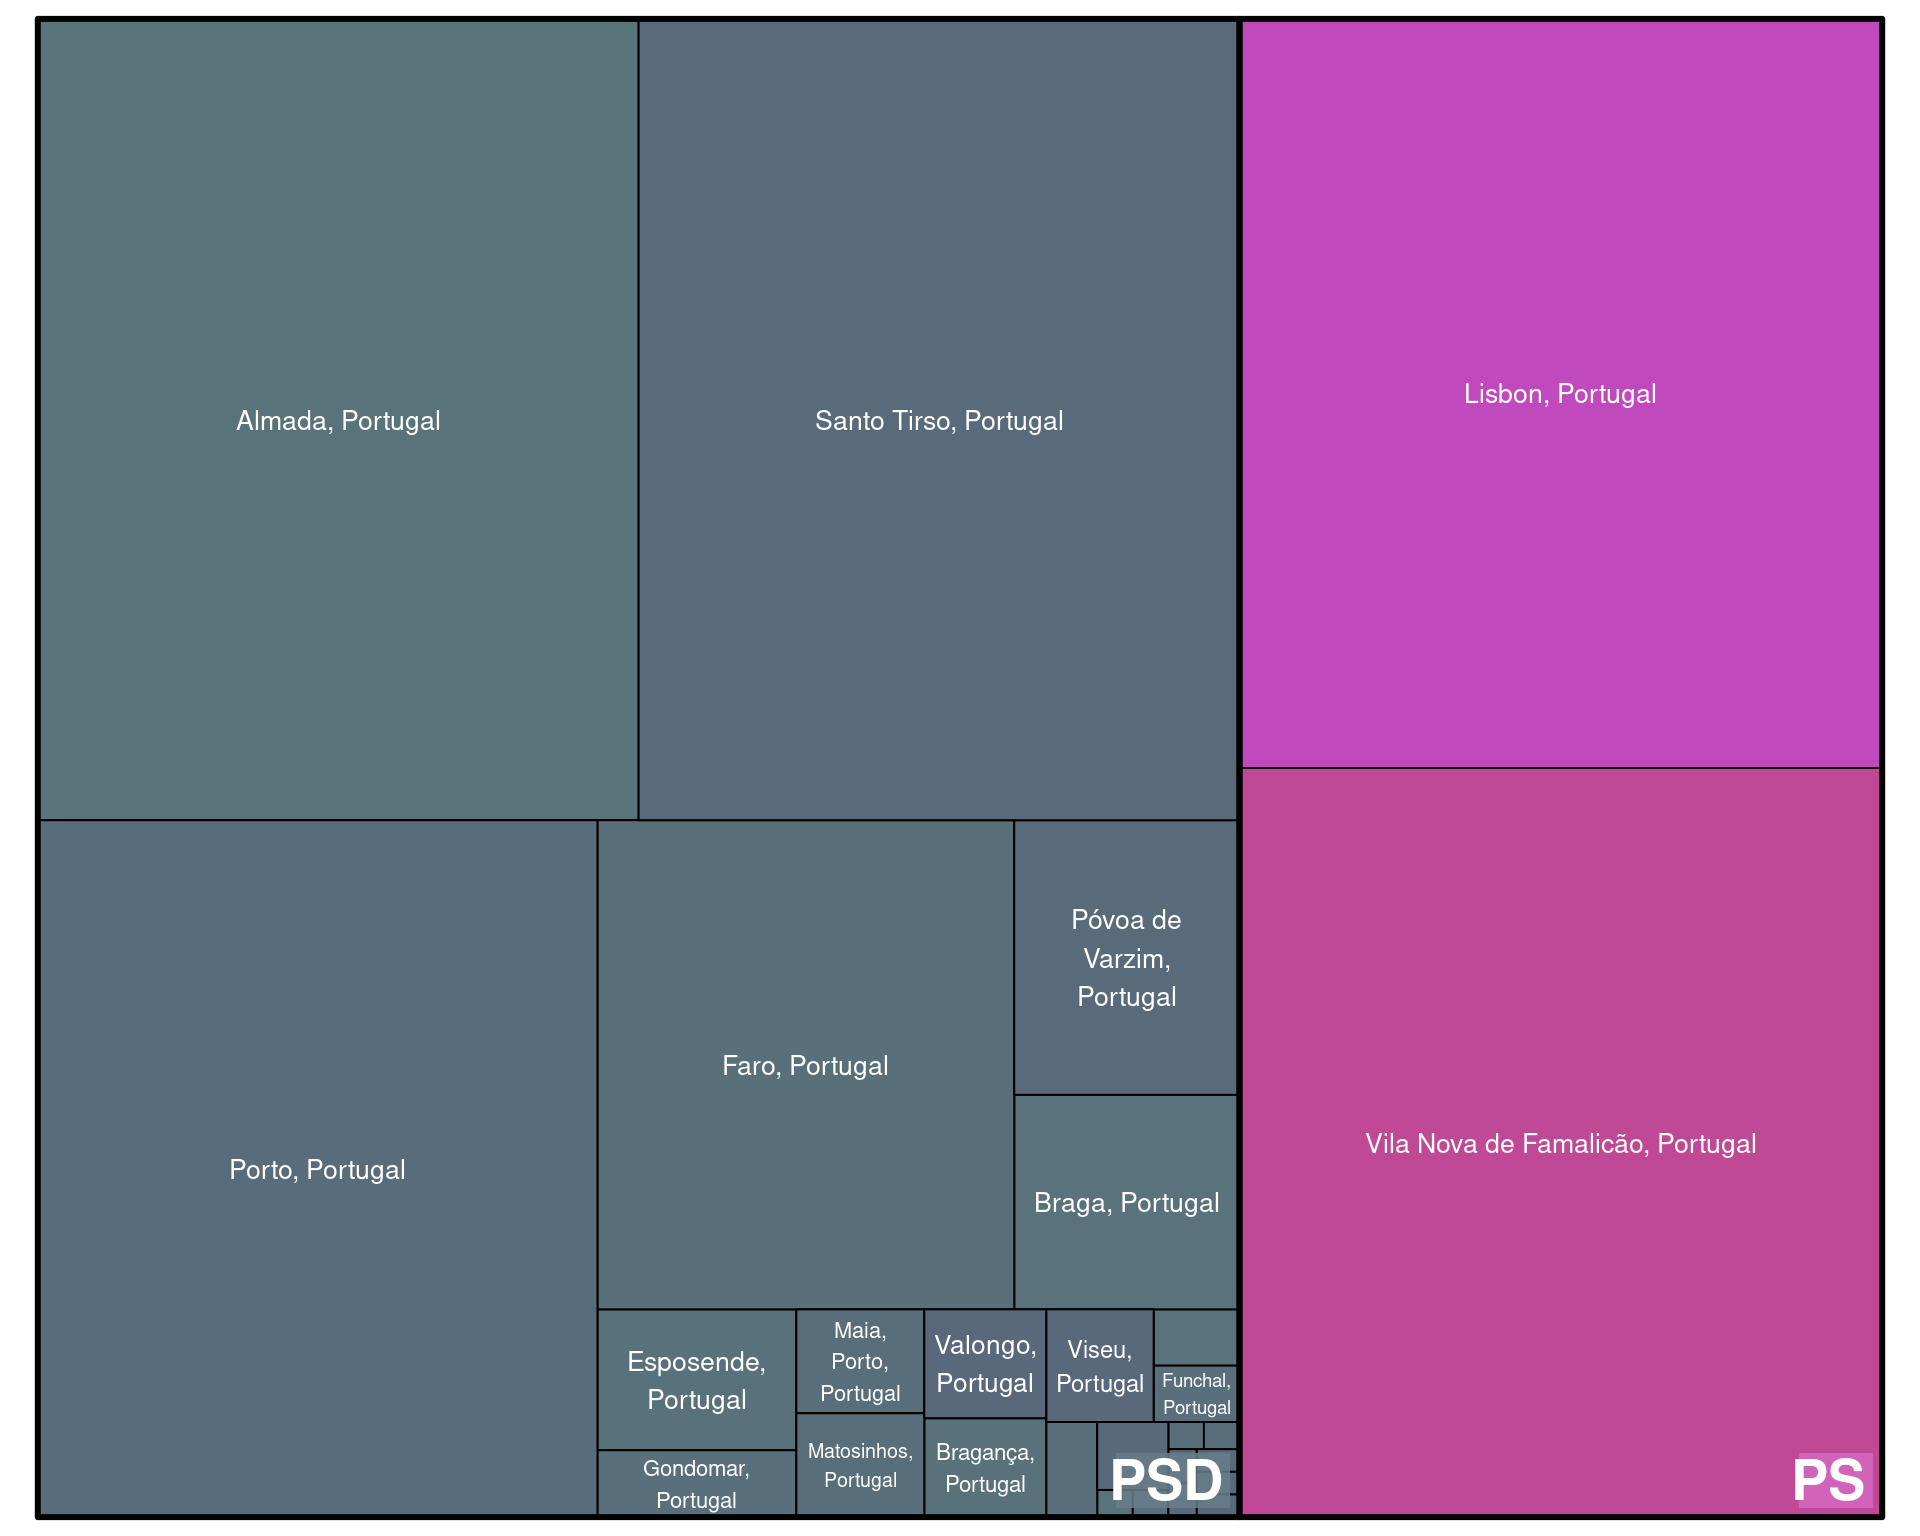 Almada, Portugal
Santo Tirso, Portugal
Lisbon, Portugal
Porto, Portugal
Faro, Portugal
Póvoa de
Varzim,
Portugal
Braga, Portugal
Vila Nova de Famalicão, Portugal
Esposende,
Portugal
Gondomar,
Portugal
Maia,
Porto,
Portugal
Matosinhos,
Portugal
Valongo,
Portugal
Bragança,
Portugal
Viseu,
Portugal
Funchal,
Portugal
PSD
PS